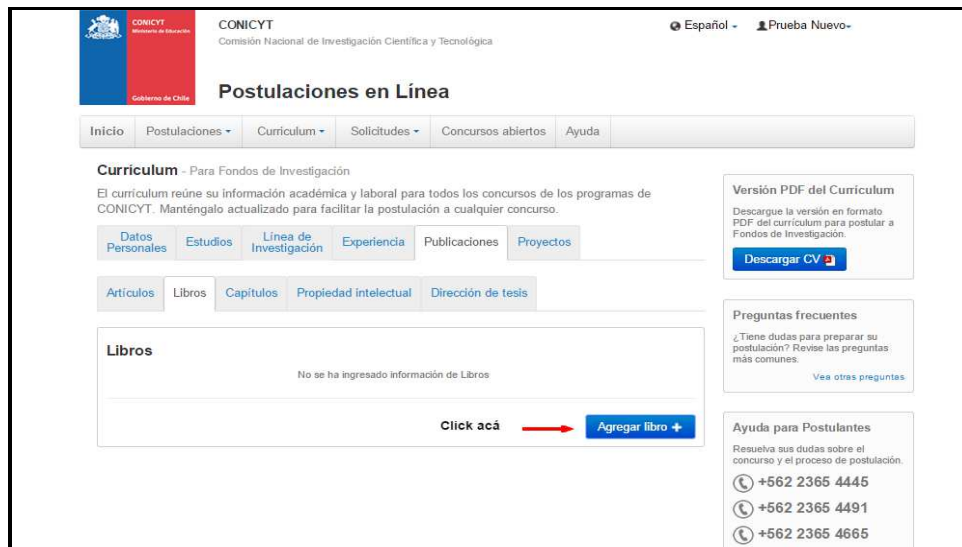 CONICYT
Ministerio de Educación
Gobierno de Chile
CONICYT
Comisión Nacional de Investigación Científica y Tecnológica
Español
Prueba Nuevo
Postulaciones en Línea
Inicio Postulaciones Curriculum Solicitudes Concursos abiertos Ayuda
Curriculum - Para Fondos de Investigación
El currículum reúne su información académica y laboral para todos los concursos de los programas de
CONICYT. Manténgalo actualizado para facilitar la postulación a cualquier concurso.
Datos Personales Estudios Línea de Investigación Experiencia Publicaciones Proyectos
Artículos Libros Capítulos Propiedad intelectual Dirección de tesis
Libros
No se ha ingresado información de Libros
Click acá
Agregar libro +
Versión PDF del Curriculum
Descargue la versión en formato
PDF del currículum para postular a
Fondos de Investigación.
Descargar CV
Preguntas frecuentes
¿Tiene dudas para preparar su
postulación? Revise las preguntas
más comunes.
Vea otras preguntas
Ayuda para Postulantes
Resuelva sus dudas sobre el
concurso y el proceso de postulación.
+562 2365 4445
+562 2365 4491
+562 2365 4665